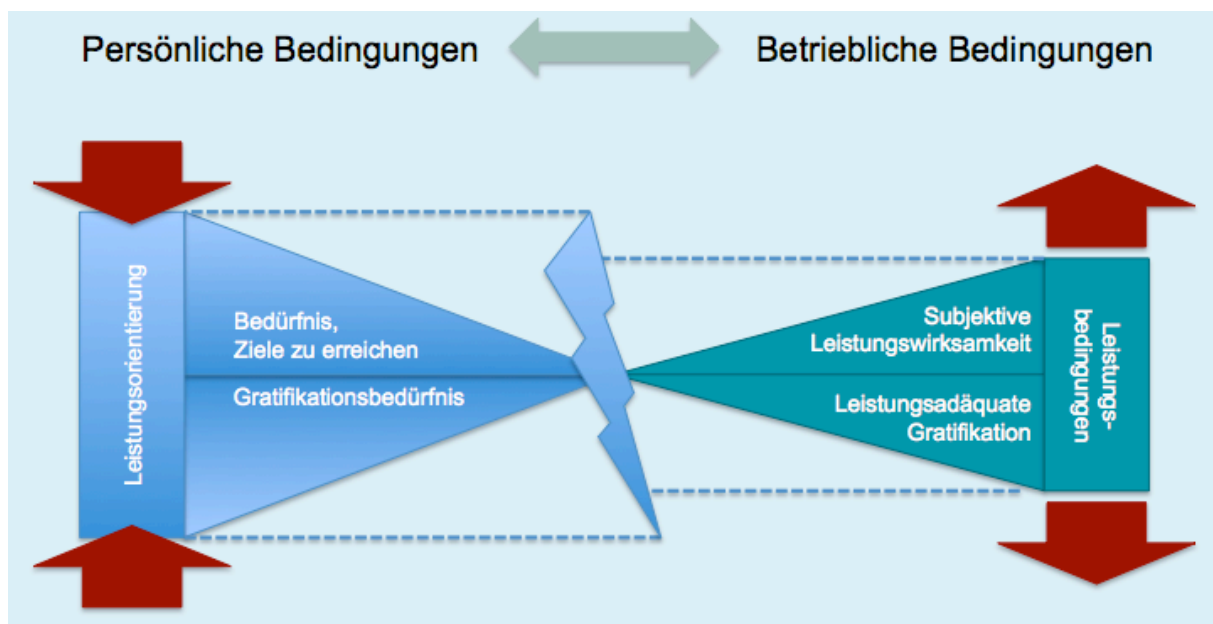 Persönliche Bedingungen
Betriebliche Bedingungen
Leistungsorientierung
Bedürfnis,
Ziele zu erreichen
Gratifikationsbedürfnis
Subjektive
Leistungswirksamkeit
Leistungsadäquate
Gratifikation
Leistungs-
bedingungen